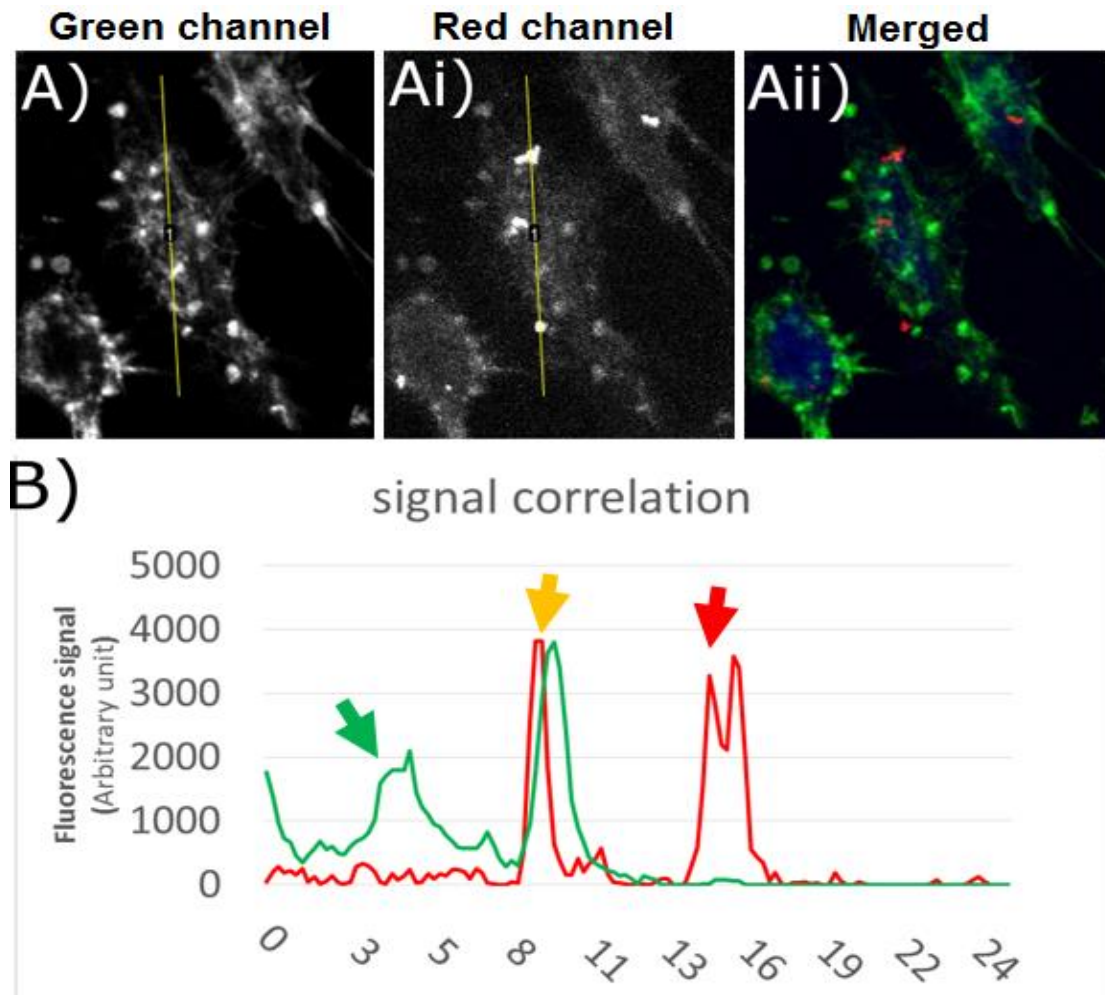 Green channel Red channel Merged
A) Ai) Aii)
B)
signal correlation
Fluorescence signal
(Arbitrary unit)
5000
4000
3000
2000
1000
0
0 3 5 8 11 13 16 19 22 24